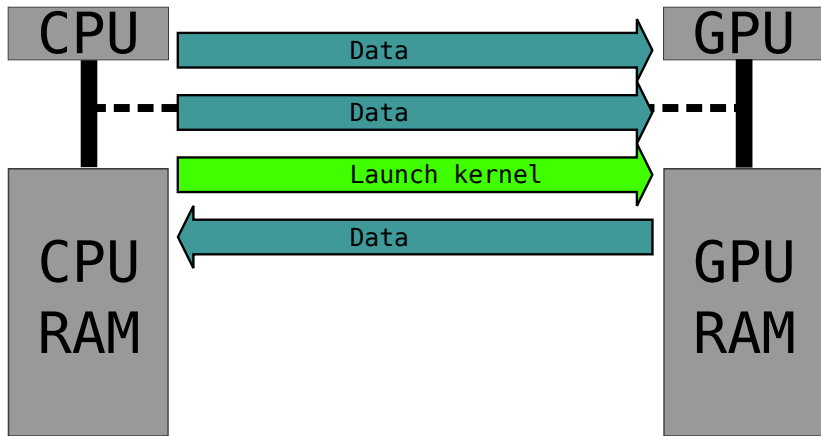 CPU
GPU
Data
Data
Launch kernel
Data
CPU
RAM
GPU
RAM